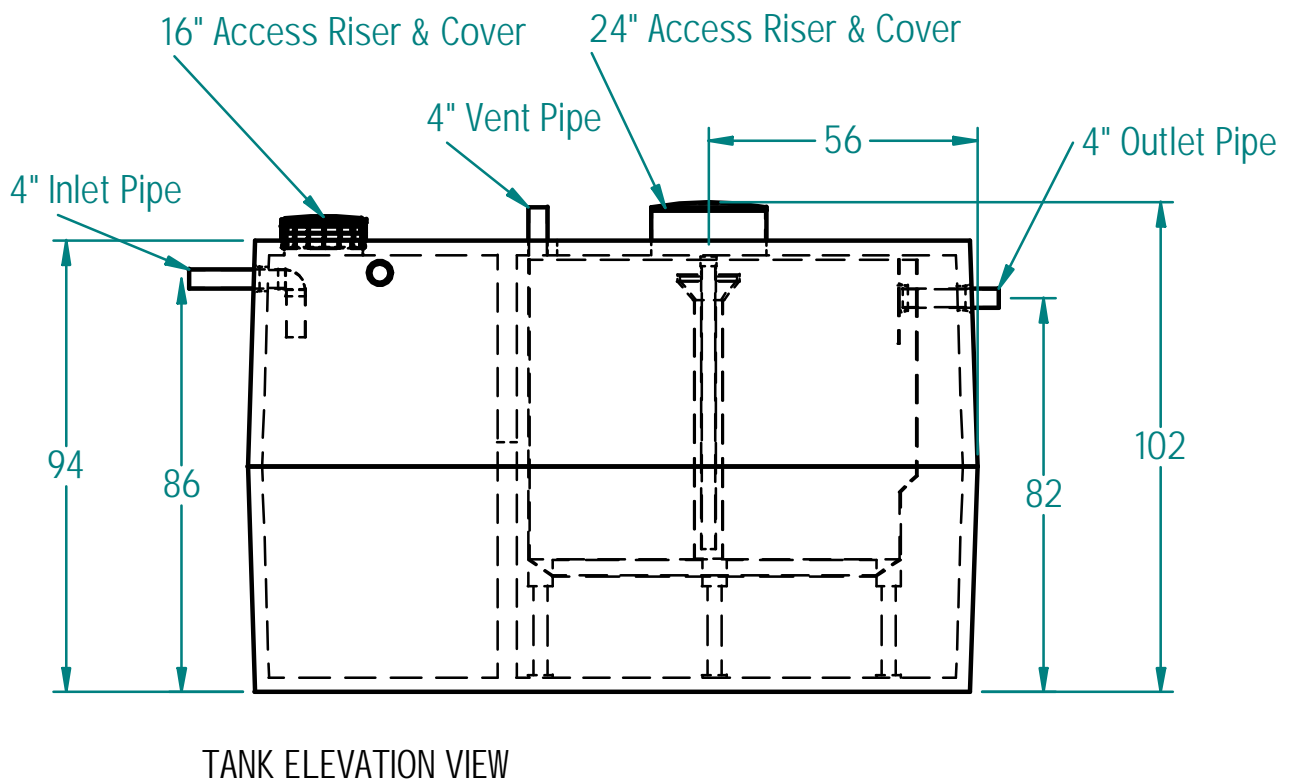 16" Access Riser & Cover
24" Access Riser & Cover
4" Vent Pipe
56
4" Outlet Pipe
4" Inlet Pipe
94
86
102
82
TANK ELEVATION VIEW